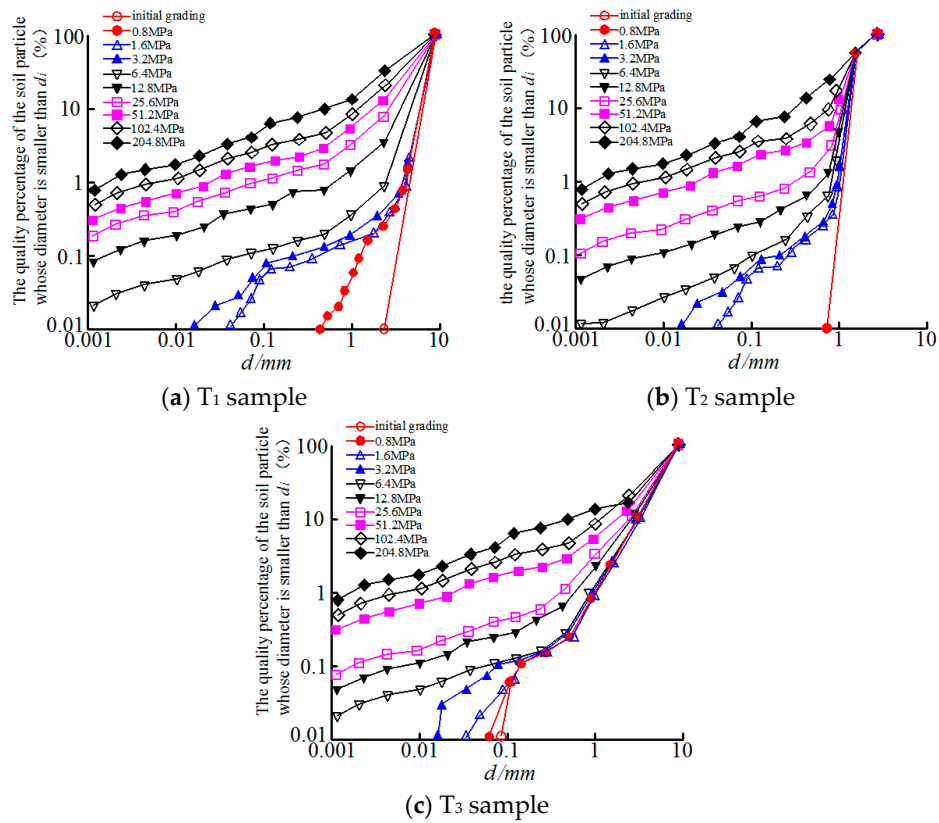 The quality percentage of the soil particle
whose diameter is smaller than di (%)
initial grading
0.8MPa
1.6MPa
3.2MPa
6.4MPa
12.8MPa
25.6MPa
51.2MPa
102.4MPa
204.8MPa
100
10
1
0.1
0.01
0.001
0.01
0.1
1
10
d/mm
(a) T1 sample
the quality percentage of the soil particle
whose diameter is smaller than di (%)
initial grading
0.8MPa
1.6MPa
3.2MPa
6.4MPa
12.8MPa
25.6MPa
51.2MPa
102.4MPa
204.8MPa
100
10
1
0.1
0.01
0.001
0.01
0.1
1
10
d/mm
(b) T2 sample
The quality percentage of the soil particle
whose diameter is smaller than di (%)
initial grading
0.8MPa
1.6MPa
3.2MPa
6.4MPa
12.8MPa
25.6MPa
51.2MPa
102.4MPa
204.8MPa
100
10
1
0.1
0.01
0.001
0.01
0.1
1
10
d/mm
(c) T3 sample